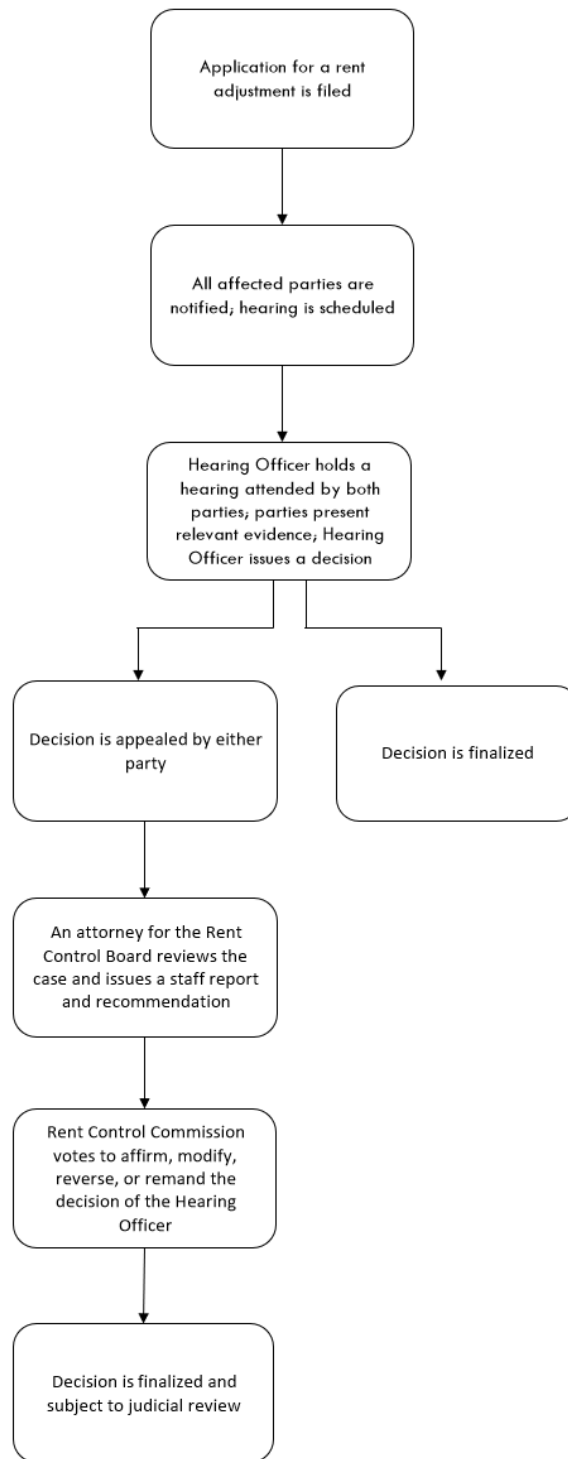 Application for a rent
adjustment is filed
All affected parties are
notified; hearing is scheduled
Hearing Officer holds a
hearing attended by both
parties; parties present
relevant evidence; Hearing
Officer issues a decision
Decision is appealed by either
party
Decision is finalized
An attorney for the Rent
Control Board reviews the
case and issues a staff report
and recommendation
Rent Control Commission
votes to affirm, modify,
reverse, or remand the
decision of the Hearing
Officer
Decision is finalized and
subject to judicial review